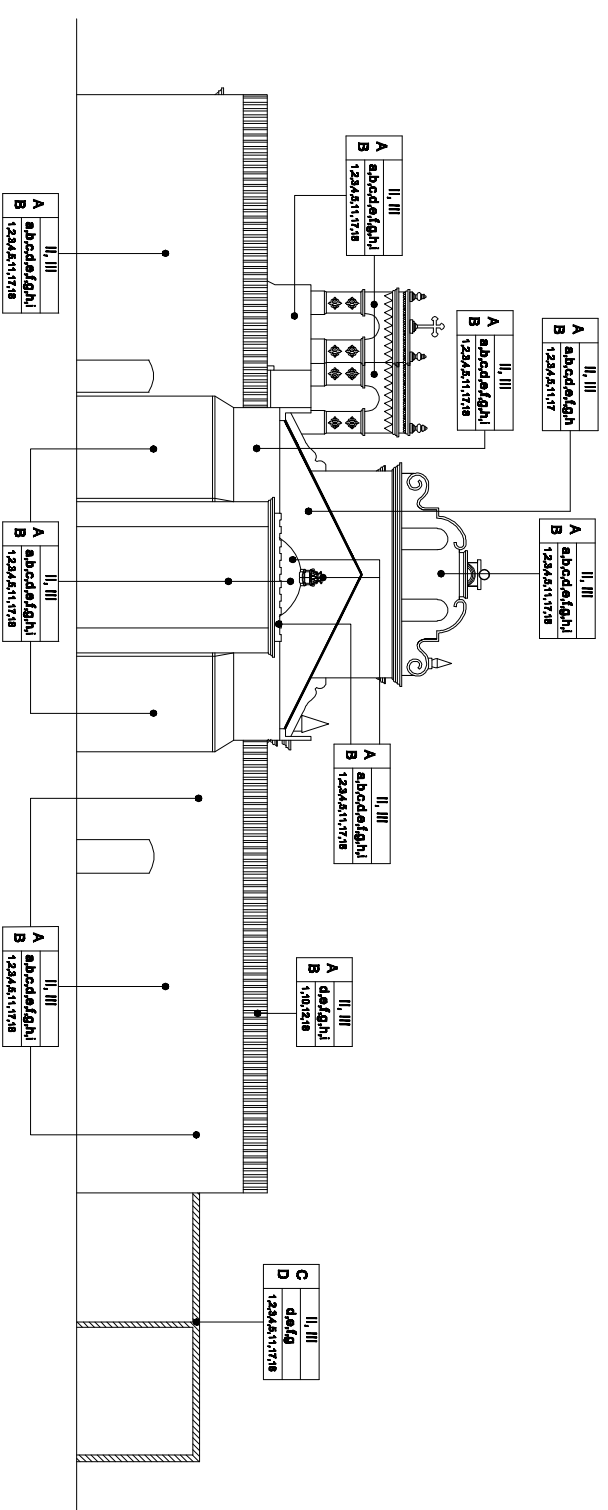 II, III
A a,b,c,d,e,f,g,h
B 1,2,3,4,5,11,17
II, III
A a,b,c,d,e,f,g,h,i
B 1,2,3,4,5,11,17,18
II, III
A a,b,c,d,e,f,g,h,i
B 1,2,3,4,5,11,17,18
II, III
A a,b,c,d,e,f,g,h,i
B 1,2,3,4,5,11,17,18
II, III
A a,b,c,d,e,f,g,h,i
B 1,2,3,4,5,11,17,18
II, III
A d,e,f,g,h,i
B 1,10,12,18
II, III
C d,e,f,g
D 1,2,3,4,5,11,17,18
II, III
A a,b,c,d,e,f,g,h,i
B 1,2,3,4,5,11,17,18
II, III
A a,b,c,d,e,f,g,h,i
B 1,2,3,4,5,11,17,18
II, III
A a,b,c,d,e,f,g,h,i
B 1,2,3,4,5,11,17,18